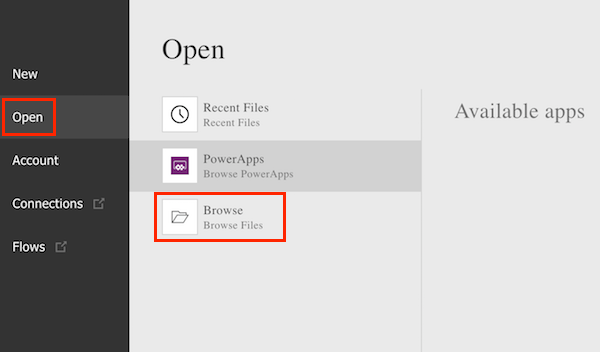 New
Open
Account
Connections
Flows
Open
Recent Files
Recent Files
PowerApps
Browse PowerApps
Browse
Browse Files
Available apps